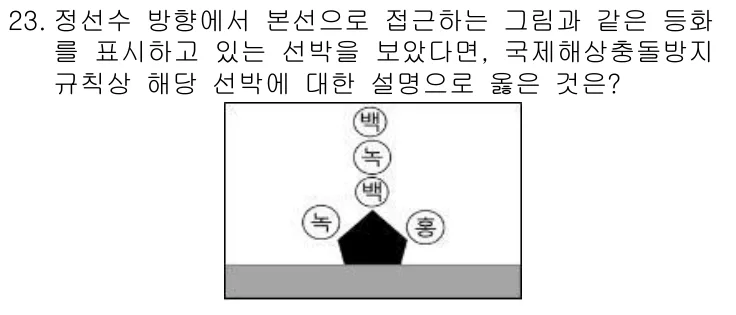 23. 정선수 방향에서 본선으로 접근하는 그림과 같은 등화
를 표시하고 있는 선박을 보았다면, 국제해상충돌방지
규칙상 해당 선박에 대한 설명으로 옳은 것은?
백
녹
백
녹 홍